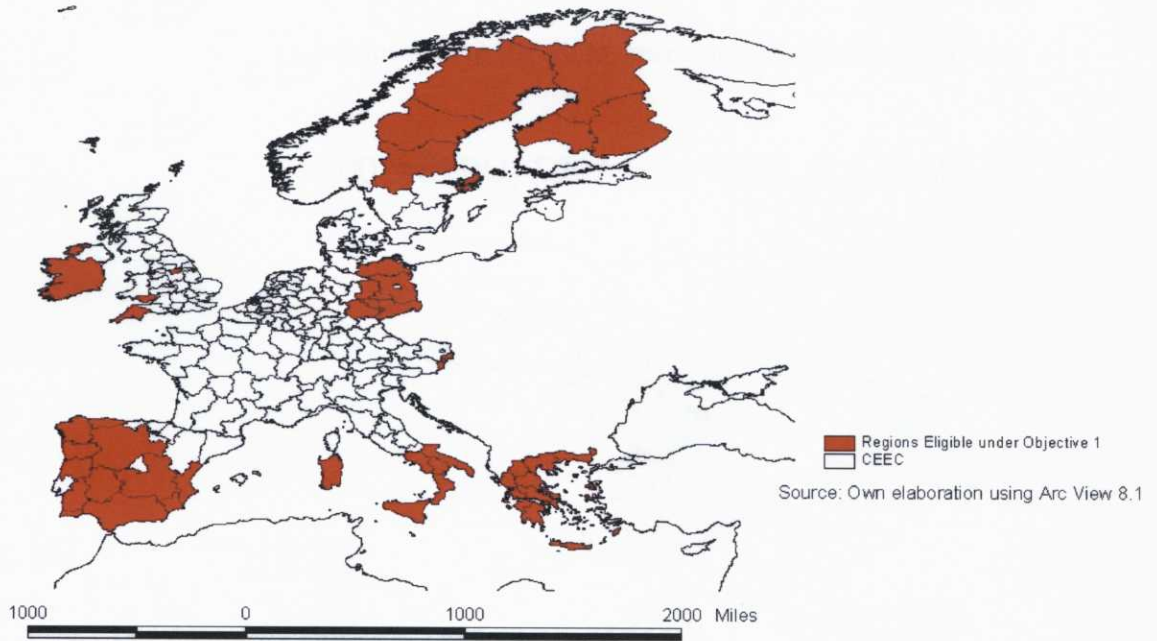 Regions Eligible under Objective 1
CEEC
Source: Own elaboration using Arc View 8.1
1000 0 1000 2000 Miles